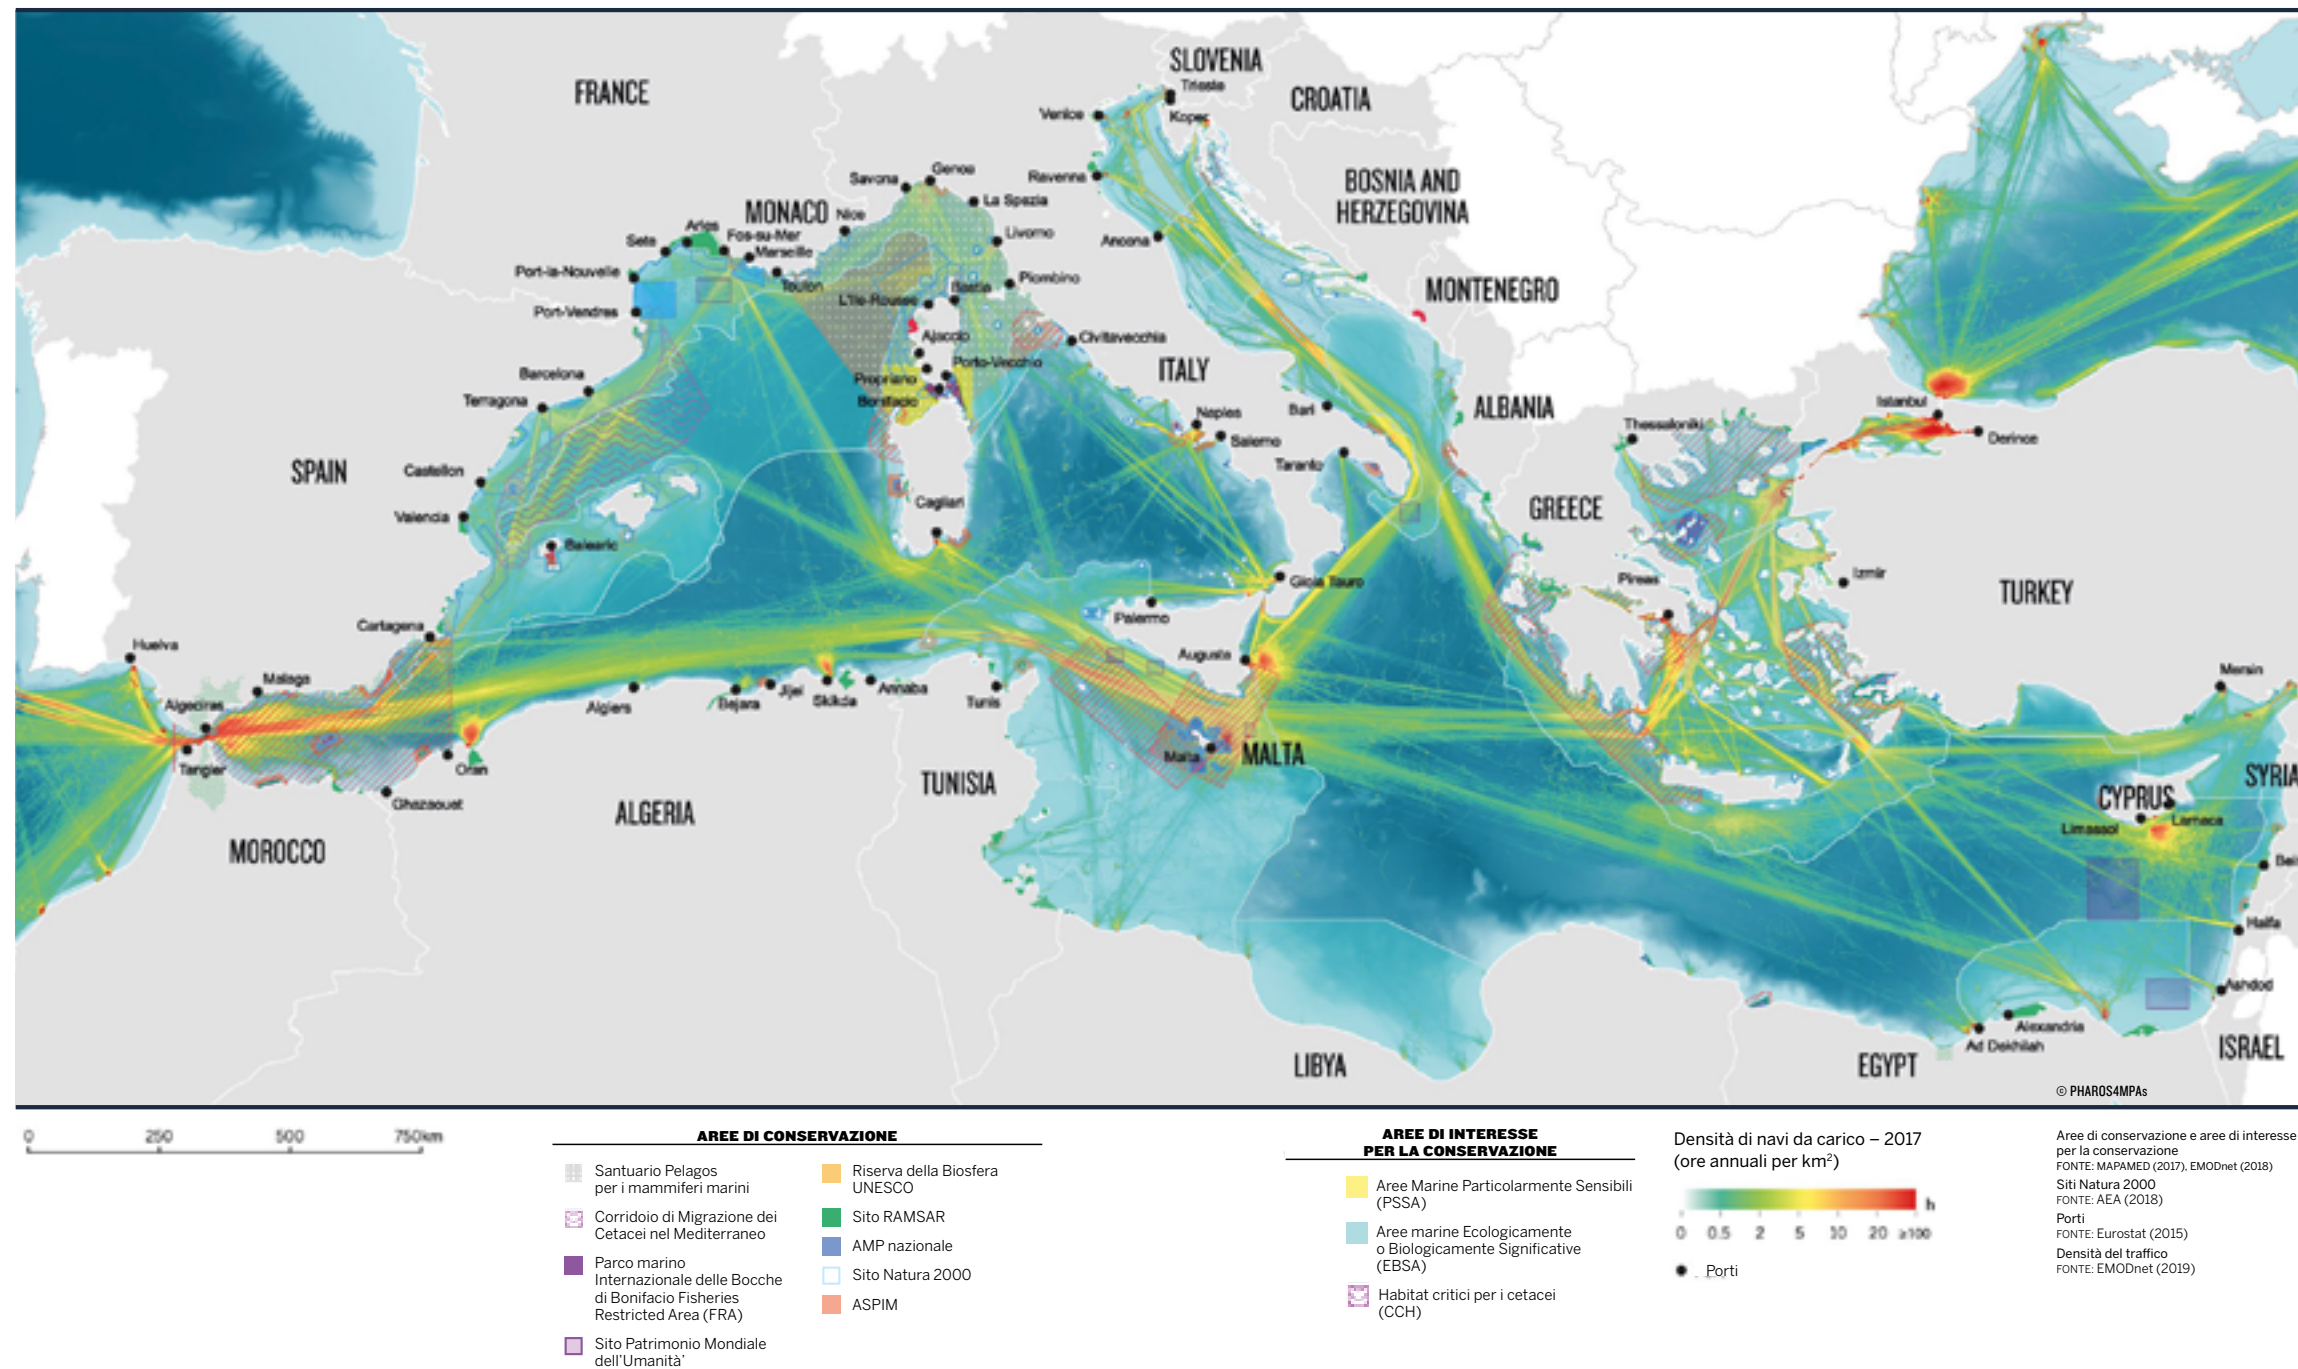 SLOVENIA
Trieste
FRANCE
CROATIA
Venice
Koper
Genoa
Savona
Ravenna
BOSNIA AND
HERZEGOVINA
La Spezia
MONACO
Nice
Arles
Fos-su-Mer
Sete
Livorno
Ancona
Marseille
Port-la-Nouvelle
Toulon
Piombino
MONTENEGRO
L'Ile-Rousse
Bastia
Port-Vendres
Ajaccio
Civitavecchia
Porto-Vecchio
ITALY
Barcelona
Propriano
Terragona
Bonifacio
Bari
ALBANIA
Istanbul
Naples
Thessaloniki
Salerno
Derince
SPAIN
Castellon
Taranto
Cagliari
GREECE
Valencia
Balearic
Gioia Tauro
Pireas
Izmir
TURKEY
Palermo
Cartagena
Huelva
Augusta
Mersin
Malaga
Algeciras
Algiers
Bejara
Jijel
Skikda
Annaba
Tunis
Tangier
Oran
Malta
MALTA
TUNISIA
SYRIA
Ghazaouet
ALGERIA
CYPRUS
Limassol
Larnaca
MOROCCO
Bei
Haifa
Ashdod
Alexandria
Ad Dekhilah
LIBYA
EGYPT
ISRAEL
© PHAROS4MPAs
0 250 500 750km
AREE DI CONSERVAZIONE
Santuario Pelagos
per i mammiferi marini
Corridoio di Migrazione dei
Cetacei nel Mediterraneo
Parco marino
Internazionale delle Bocche
di Bonifacio Fisheries
Restricted Area (FRA)
Sito Patrimonio Mondiale
dell'Umanità'
Riserva della Biosfera
UNESCO
Sito RAMSAR
AMP nazionale
Sito Natura 2000
ASPIM
AREE DI INTERESSE
PER LA CONSERVAZIONE
Aree Marine Particolarmente Sensibili
(PSSA)
Aree marine Ecologicamente
o Biologicamente Significative
(EBSA)
Habitat critici per i cetacei
(CCH)
Densità di navi da carico – 2017
(ore annuali per km²)
h
0 0.5 2 5 10 20 ≥100
Porti
Aree di conservazione e aree di interesse
per la conservazione
FONTE: MAPAMED (2017), EMODnet (2018)
Siti Natura 2000
FONTE: AEA (2018)
Porti
FONTE: Eurostat (2015)
Densità del traffico
FONTE: EMODnet (2019)